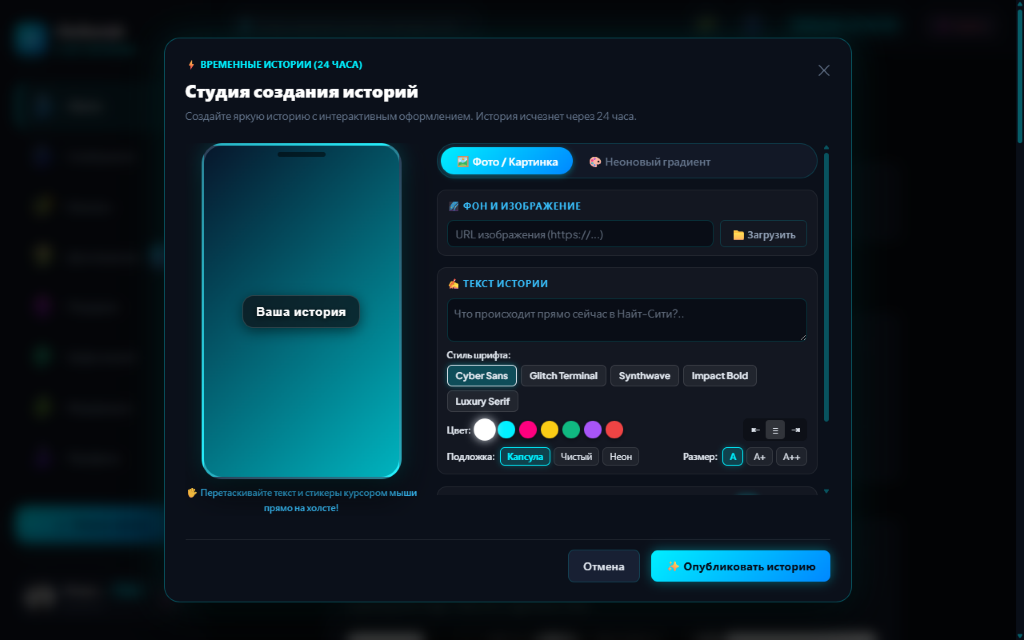 ВРЕМЕННЫЕ ИСТОРИИ (24 ЧАСА)
Студия создания историй
Создайте яркую историю с интерактивным оформлением. История исчезнет через 24 часа.
Ваша история
Перетаскивайте текст и стикеры курсором мыши
прямо на холсте!
Фото / Картинка
Неоновый градиент
ФОН И ИЗОБРАЖЕНИЕ
URL изображения (https://...)
Загрузить
ТЕКСТ ИСТОРИИ
Что происходит прямо сейчас в Найт-Сити?..
Стиль шрифта:
Cyber Sans
Glitch Terminal
Synthwave
Impact Bold
Luxury Serif
Цвет:
Подложка:
Капсула
Чистый
Неон
Размер:
A
A+
A++
Отмена
Опубликовать историю